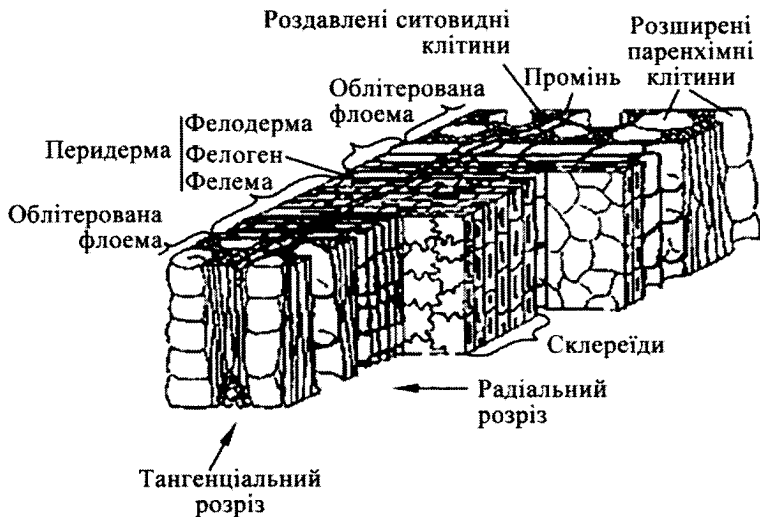 Роздавлені ситовидні
клітини
Розширені
паренхімні
клітини
Промінь
Облітерована
флоема
Перидерма
Фелодерма
Фелоген
Фелема
Облітерована
флоема
Склереїди
Радіальний
розріз
Тангенціальний
розріз